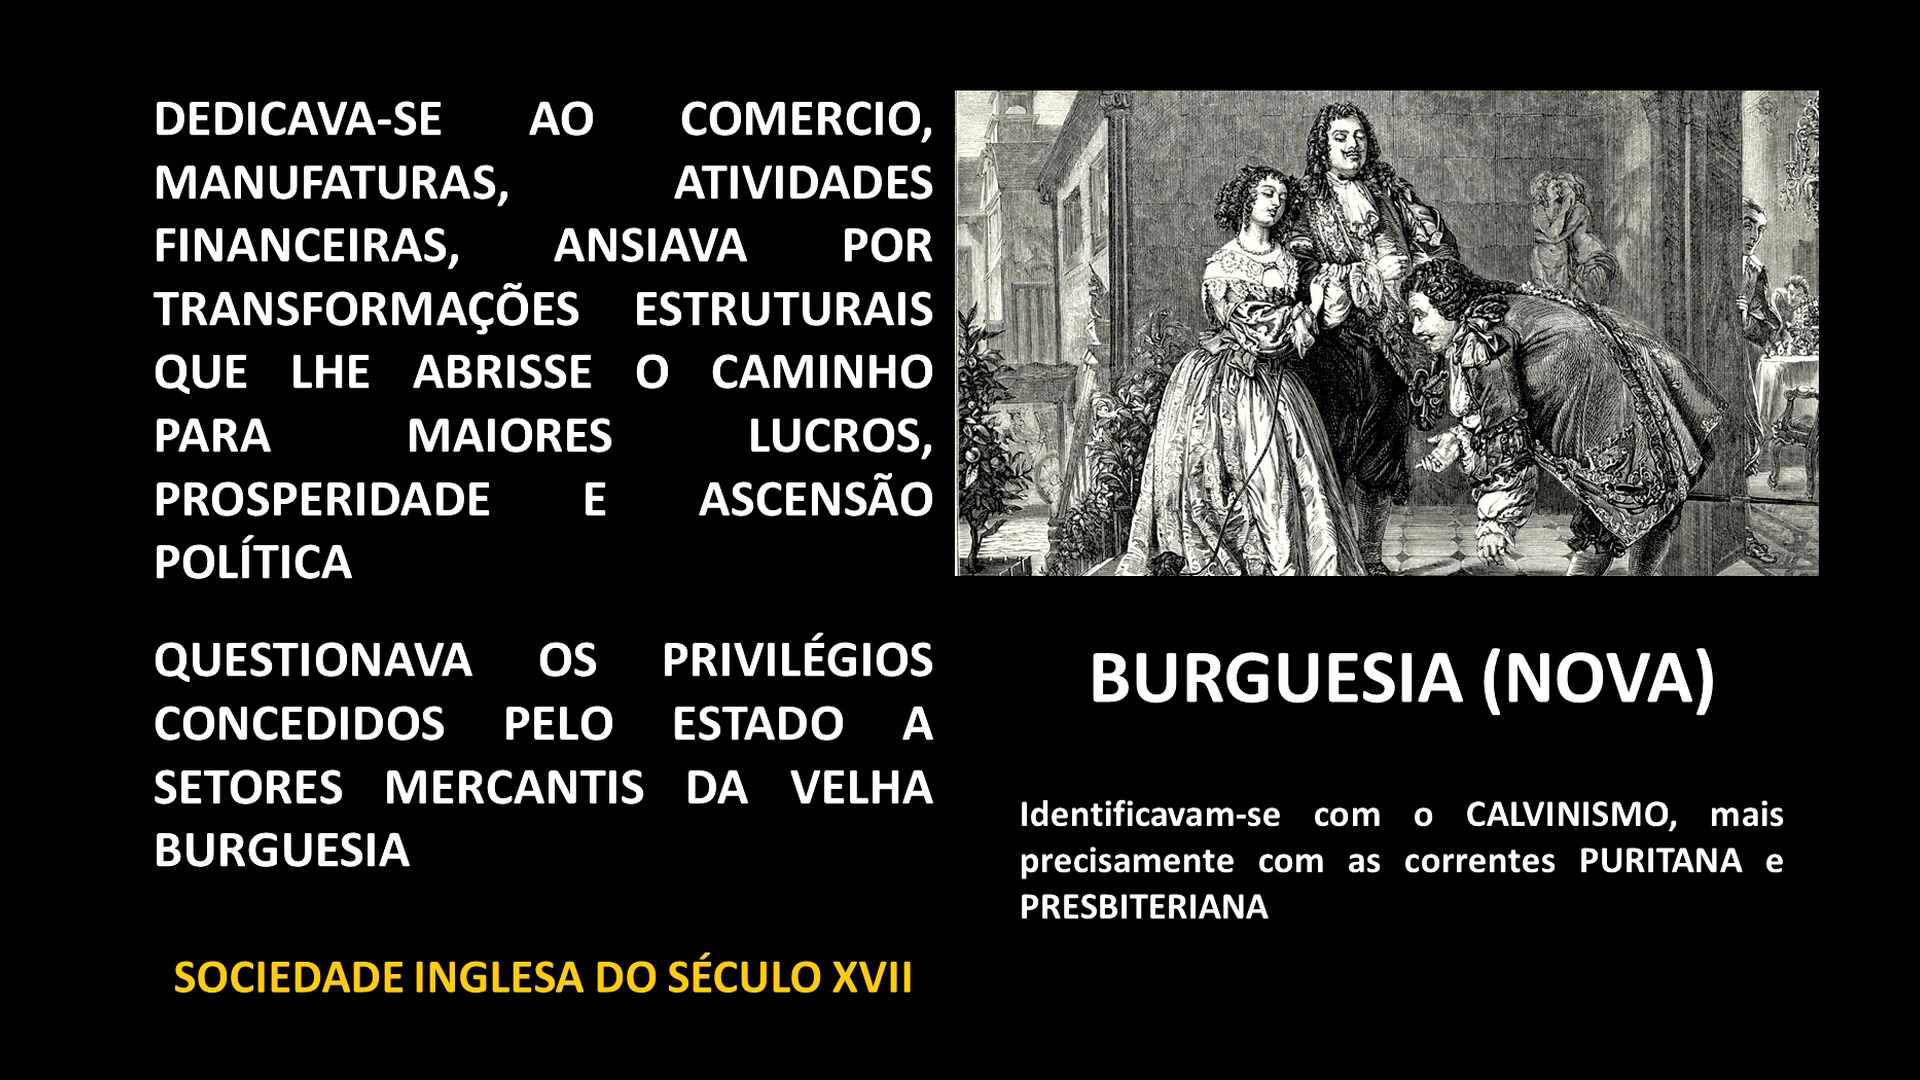 DEDICAVA-SE AO COMERCIO,
MANUFATURAS, ATIVIDADES
FINANCEIRAS, ANSIAVA POR
TRANSFORMAÇÕES ESTRUTURAIS
QUE LHE ABRISSE O CAMINHO
PARA MAIORES LUCROS,
PROSPERIDADE E ASCENSÃO
POLÍTICA
QUESTIONAVA OS PRIVILÉGIOS
CONCEDIDOS PELO ESTADO A
SETORES MERCANTIS DA VELHA
BURGUESIA
SOCIEDADE INGLESA DO SÉCULO XVII
BURGUESIA (NOVA)
Identificavam-se com o CALVINISMO, mais
precisamente com as correntes PURITANA e
PRESBITERIANA